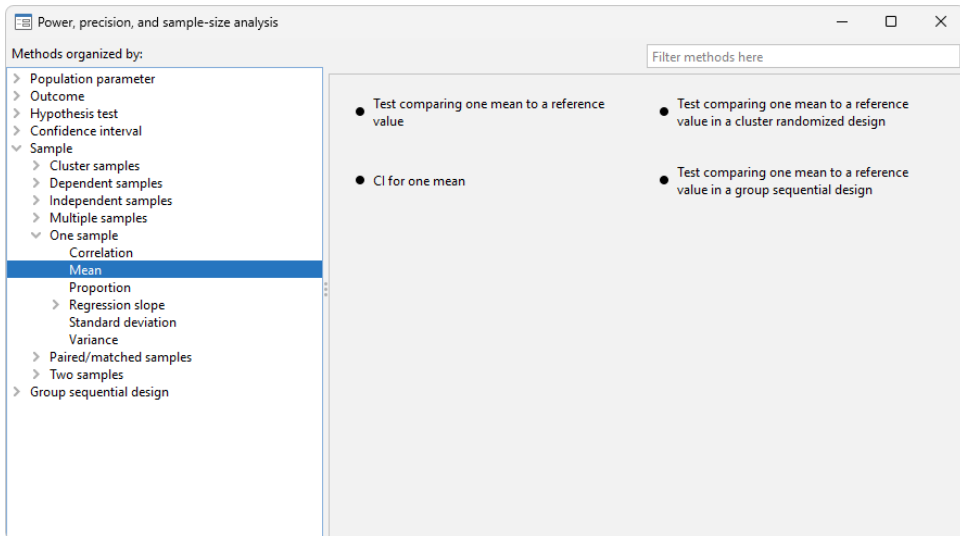 Power, precision, and sample-size analysis
Methods organized by:
Filter methods here
Population parameter
Outcome
Hypothesis test
Confidence interval
Sample
Cluster samples
Dependent samples
Independent samples
Multiple samples
One sample
Correlation
Mean
Proportion
Regression slope
Standard deviation
Variance
Paired/matched samples
Two samples
Group sequential design
Test comparing one mean to a reference
value
Test comparing one mean to a reference
value in a cluster randomized design
CI for one mean
Test comparing one mean to a reference
value in a group sequential design